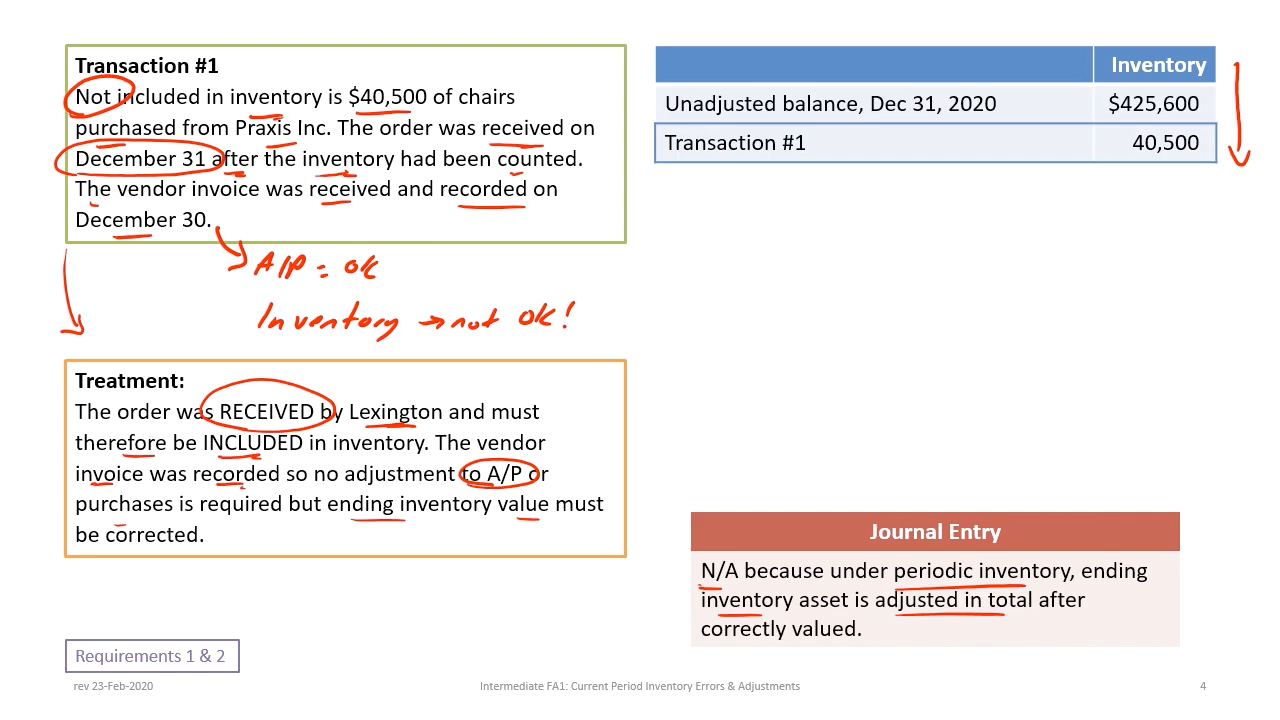 Transaction #1
Not included in inventory is $40,500 of chairs
purchased from Praxis Inc. The order was received on
December 31 after the inventory had been counted.
The vendor invoice was received and recorded on
December 30.
A/P = ok
Inventory → not ok!
Treatment:
The order was RECEIVED by Lexington and must
therefore be INCLUDED in inventory. The vendor
invoice was recorded so no adjustment to A/P or
purchases is required but ending inventory value must
be corrected.
Requirements 1 & 2
Inventory
Unadjusted balance, Dec 31, 2020 $425,600
Transaction #1 40,500
Journal Entry
N/A because under periodic inventory, ending
inventory asset is adjusted in total after
correctly valued.
rev 23-Feb-2020 Intermediate FA1: Current Period Inventory Errors & Adjustments 4